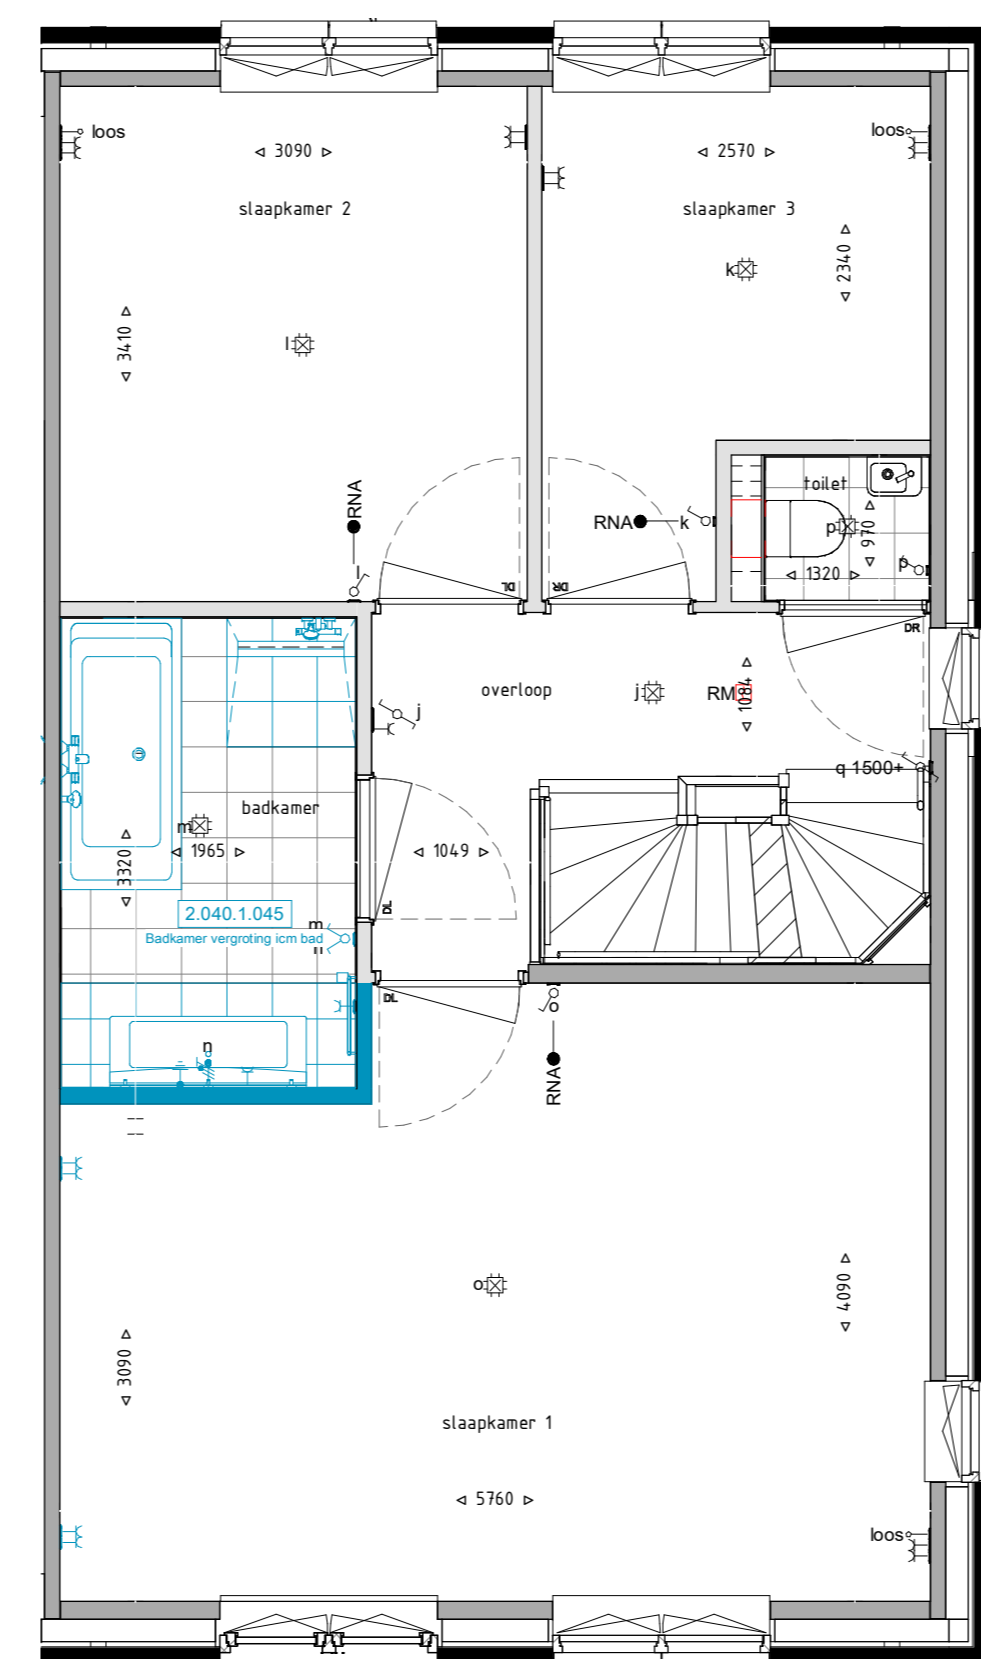 loos
3090
2570
loos
slaapkamer 2
slaapkamer 3
2340
k
3410
l
RNA
toilet
RNA
k
p
970
p
1320
l
DL
DR
DR
overloop
j
RM
1084
j
q 1500+
badkamer
m
1965
1049
3320
DL
2.040.1.045
m
Badkamer vergroting icm bad
n
DL
o
n
RNA
o
4090
3090
slaapkamer 1
5760
loos